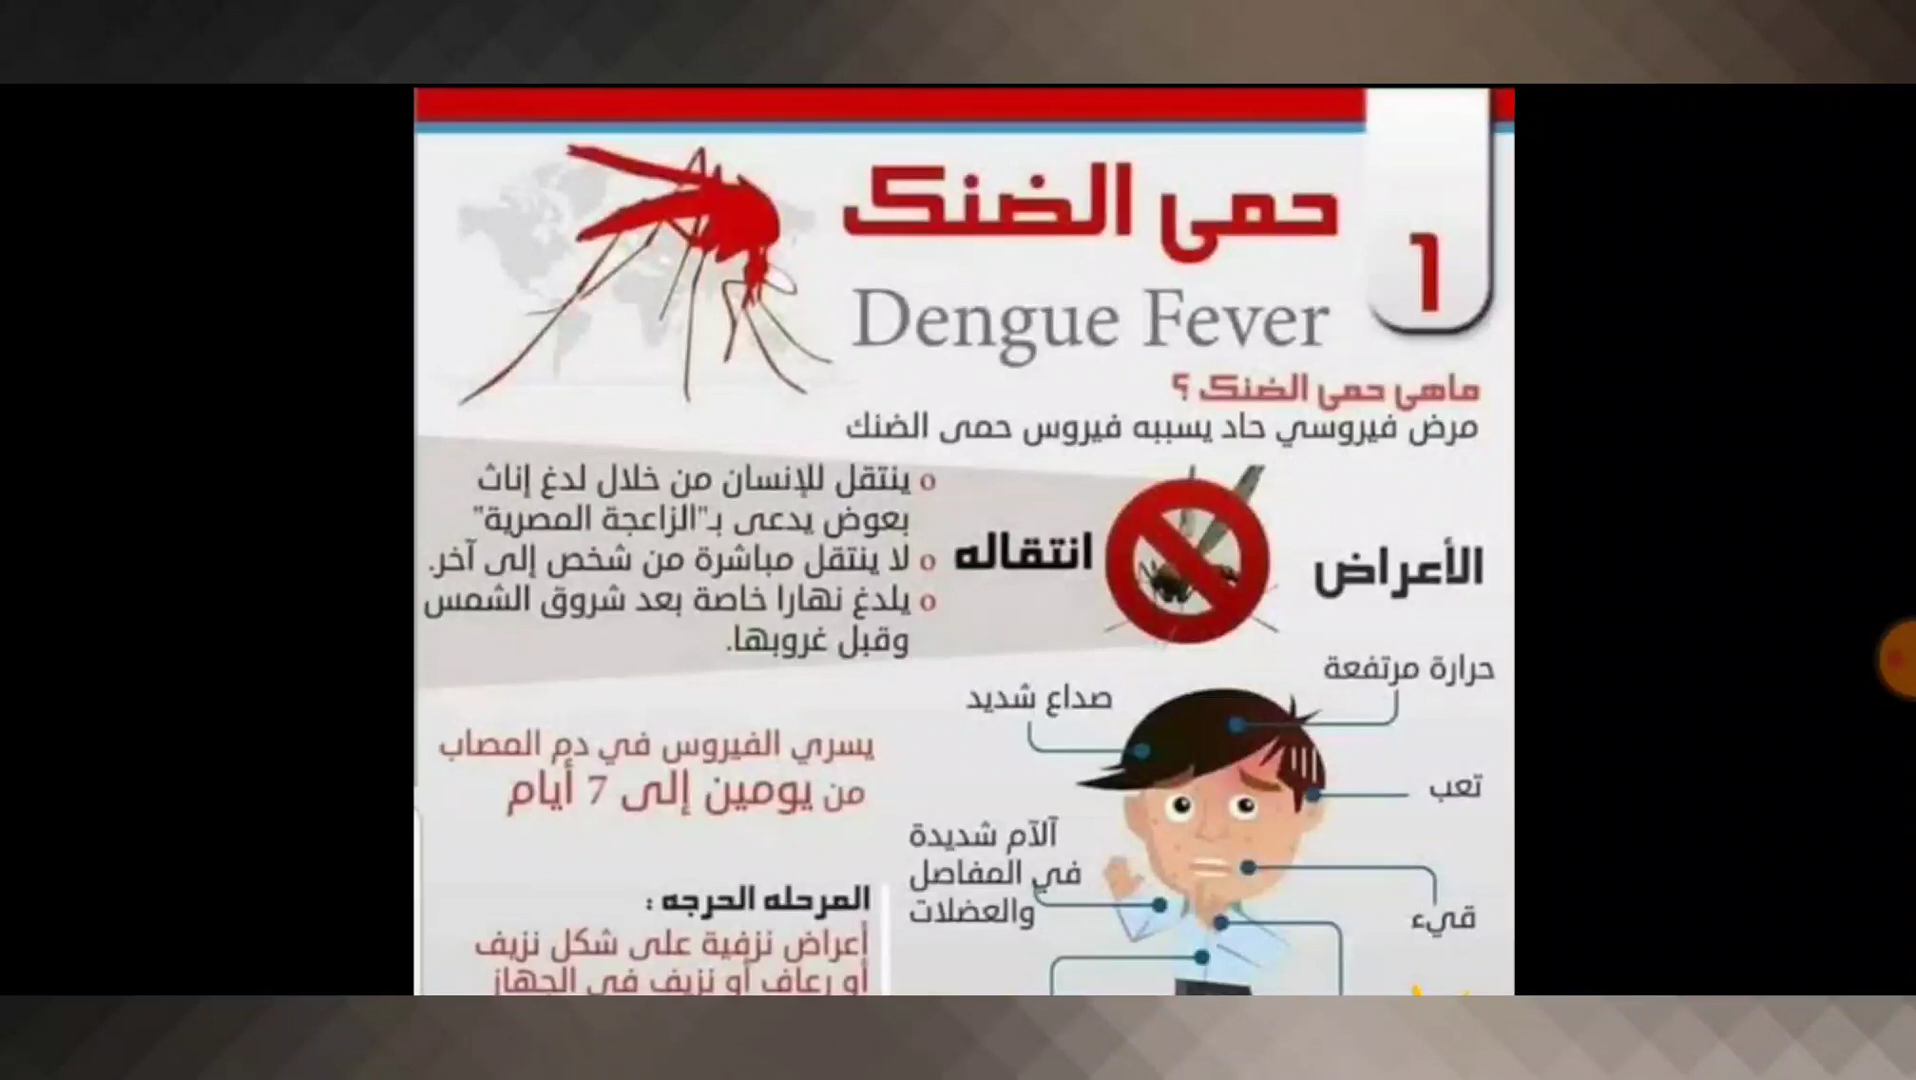 1
حمى الضنك
Dengue Fever
ماهي حمى الضنك ؟
مرض فيروسي حاد يسببه فيروس حمى الضنك
انتقاله
o ينتقل للإنسان من خلال لدغ إناث
بعوض يدعى بـ"الزاعجة المصرية"
o لا ينتقل مباشرة من شخص إلى آخر.
o يلدغ نهارا خاصة بعد شروق الشمس
وقبل غروبها.
الأعراض
حرارة مرتفعة
صداع شديد
تعب
آلآم شديدة
في المفاصل
والعضلات
قيء
يسري الفيروس في دم المصاب
من يومين إلى 7 أيام
المرحله الحرجه :
أعراض نزفية على شكل نزيف
أو رعاف أو نزيف في الجهاز